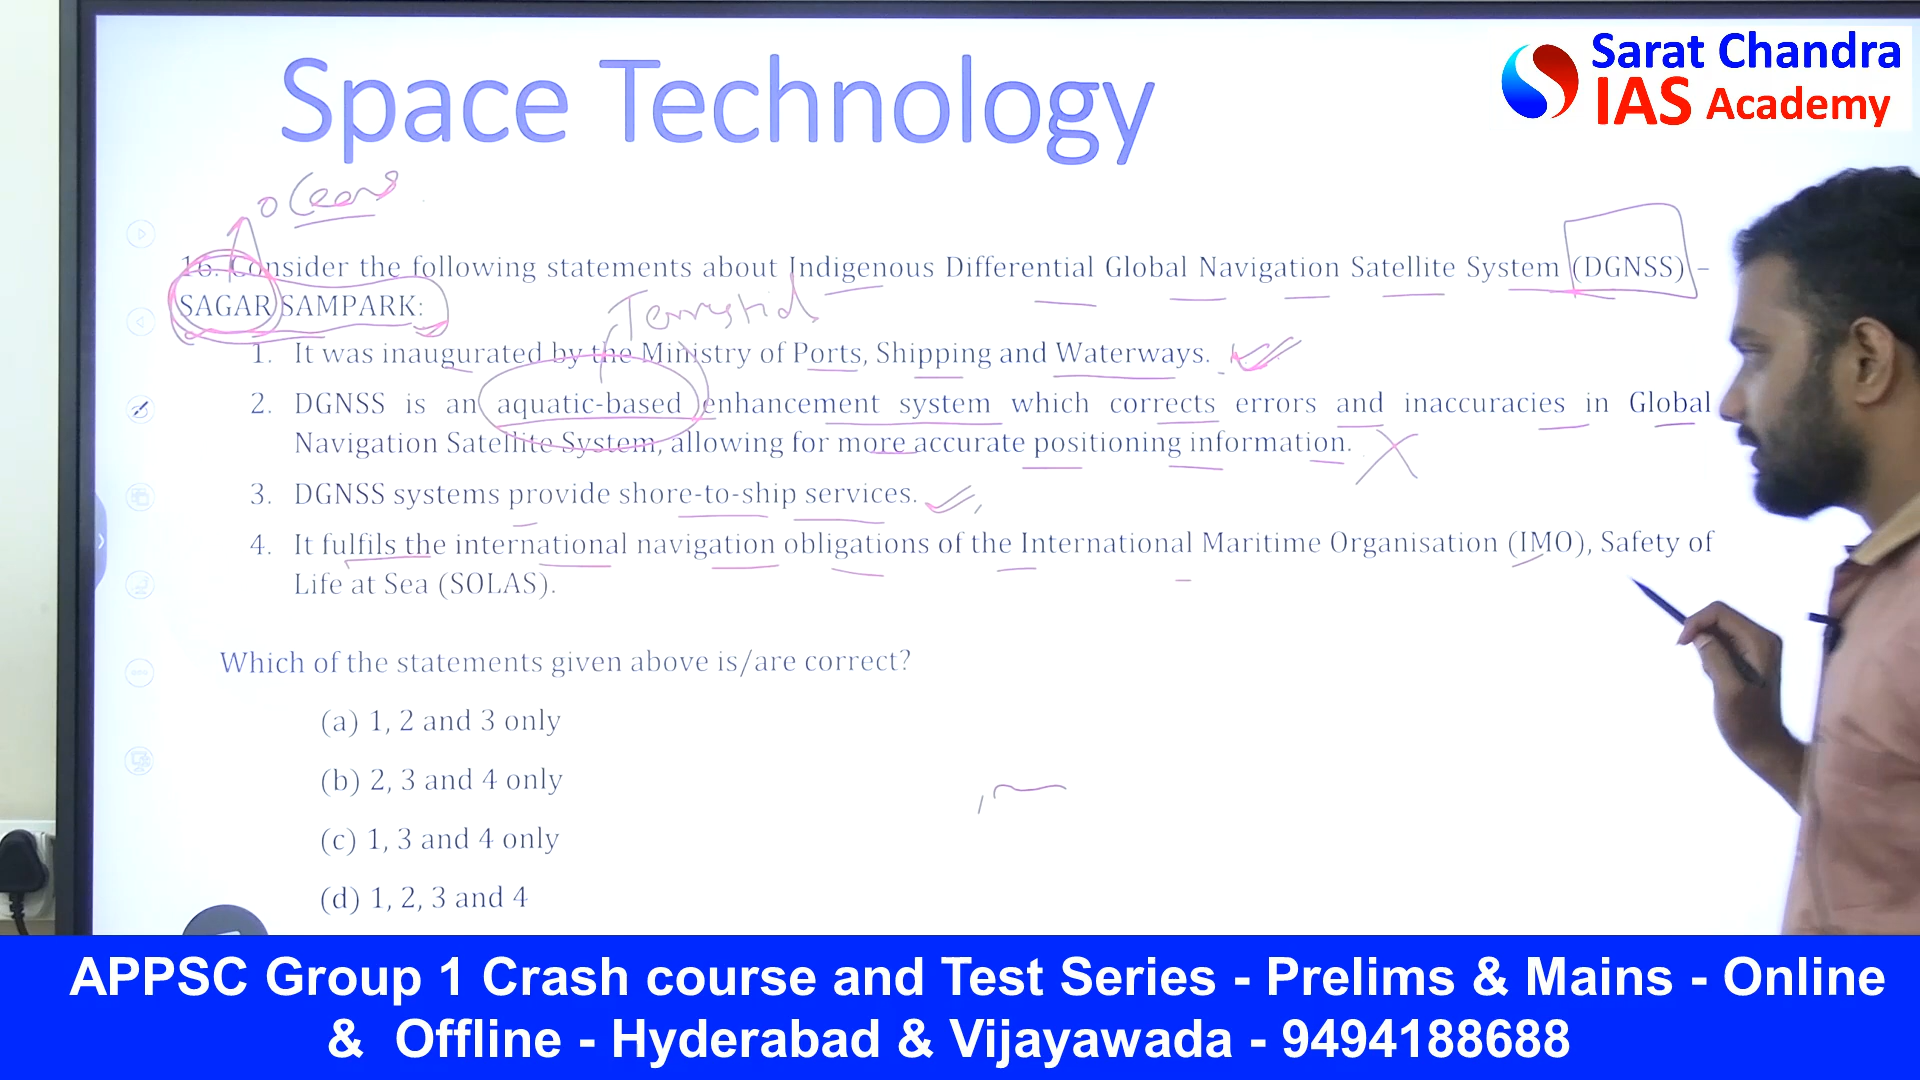 Space Technology
Sarat Chandra
IAS Academy
Oceans
16. Consider the following statements about Indigenous Differential Global Navigation Satellite System (DGNSS) –
SAGAR SAMPARK:
Terrestrial
1. It was inaugurated by the Ministry of Ports, Shipping and Waterways.
2. DGNSS is an aquatic-based enhancement system which corrects errors and inaccuracies in Global
Navigation Satellite System, allowing for more accurate positioning information.
3. DGNSS systems provide shore-to-ship services.
4. It fulfils the international navigation obligations of the International Maritime Organisation (IMO), Safety of
Life at Sea (SOLAS).
Which of the statements given above is/are correct?
(a) 1, 2 and 3 only
(b) 2, 3 and 4 only
(c) 1, 3 and 4 only
(d) 1, 2, 3 and 4
APPSC Group 1 Crash course and Test Series - Prelims & Mains - Online
& Offline - Hyderabad & Vijayawada - 9494188688